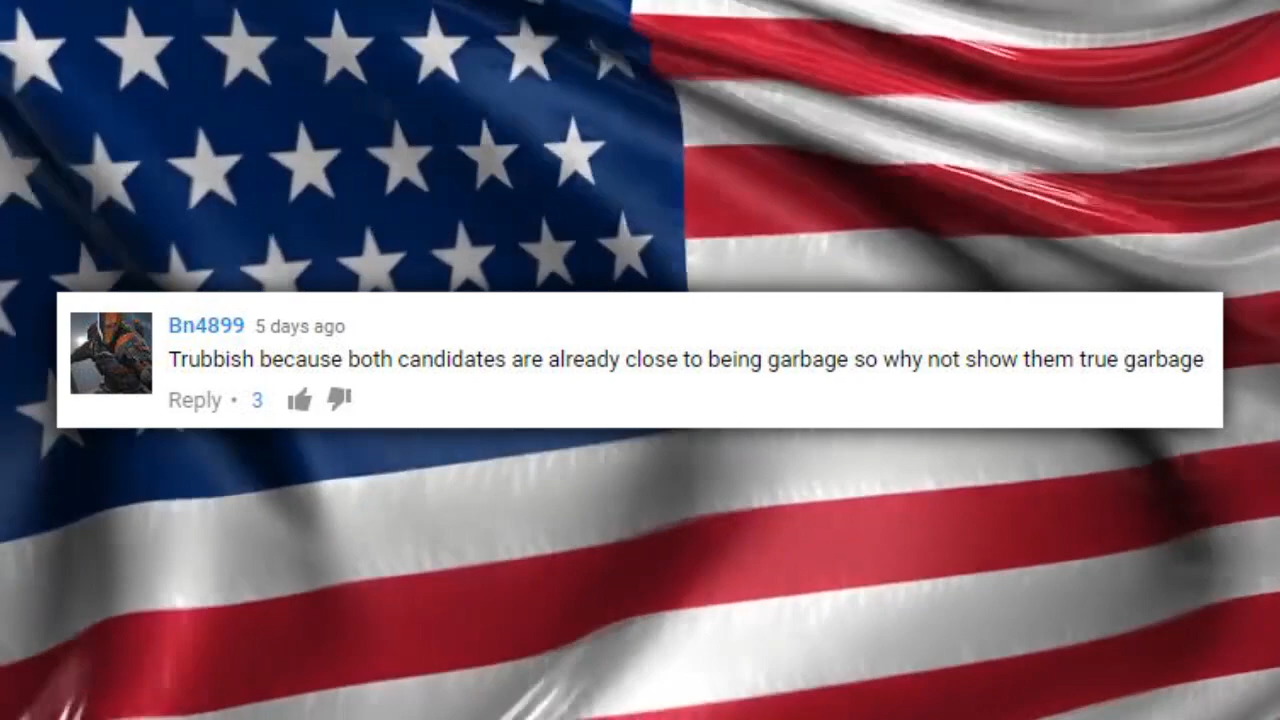 Bn4899 5 days ago
Trubbish because both candidates are already close to being garbage so why not show them true garbage
Reply • 3